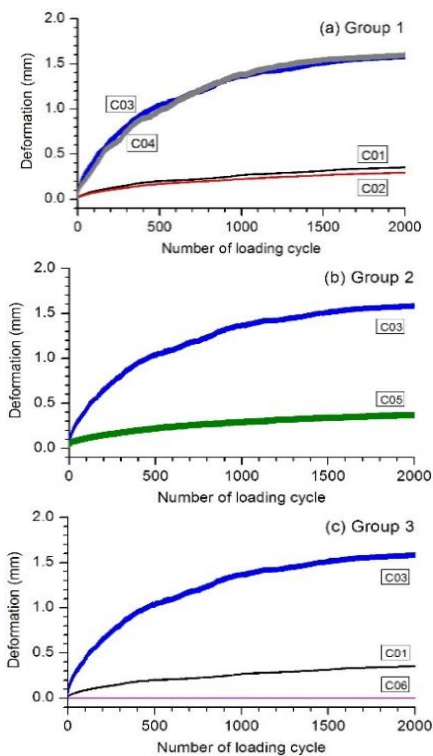 (a) Group 1
Deformation (mm)
2.0
1.5
1.0
0.5
0.0
C03
C04
C01
C02
0 500 1000 1500 2000
Number of loading cycle
(b) Group 2
Deformation (mm)
2.0
1.5
1.0
0.5
0.0
C03
C05
0 500 1000 1500 2000
Number of loading cycle
(c) Group 3
Deformation (mm)
2.0
1.5
1.0
0.5
0.0
C03
C01
C06
0 500 1000 1500 2000
Number of loading cycle